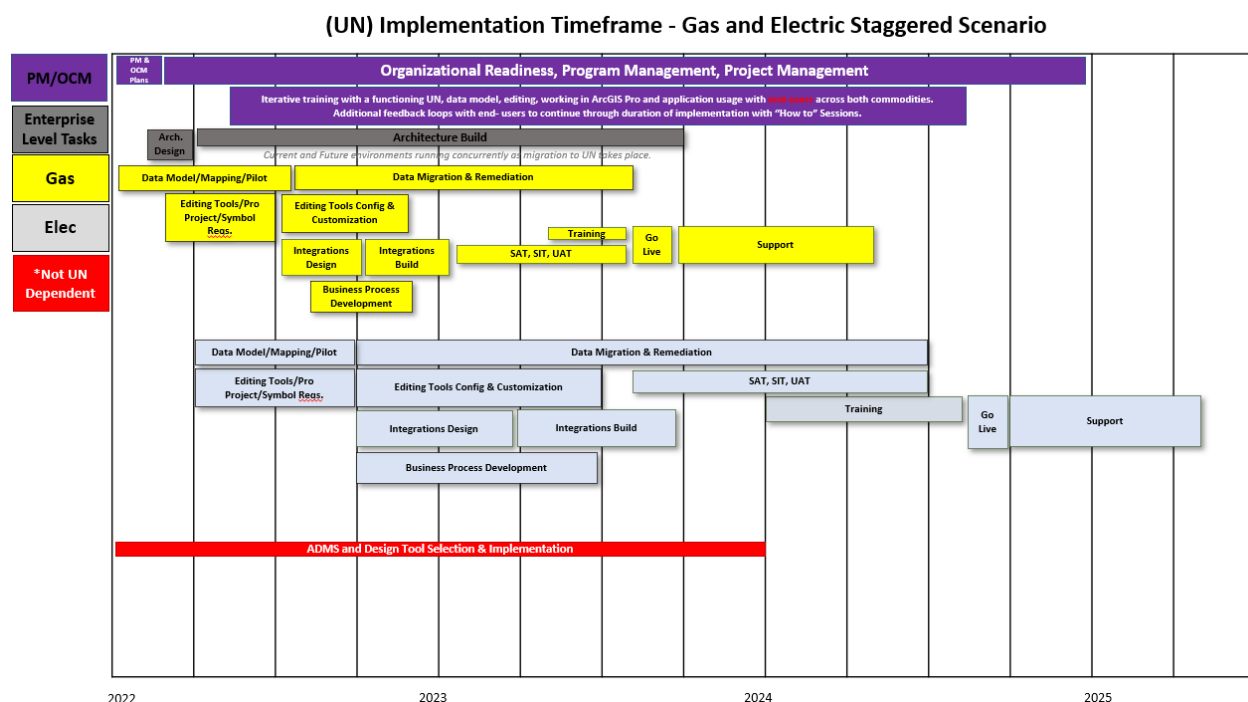 (UN) Implementation Timeframe - Gas and Electric Staggered Scenario
PM/OCM
PM &
OCM
Plans
Organizational Readiness, Program Management, Project Management
Iterative training with a functioning UN, data model, editing, working in ArcGIS Pro and application usage with end-users across both commodities.
Additional feedback loops with end- users to continue through duration of implementation with "How to" Sessions.
Enterprise
Level Tasks
Arch.
Design
Architecture Build
Current and Future environments running concurrently as migration to UN takes place.
Gas
Data Model/Mapping/Pilot
Data Migration & Remediation
Editing Tools/Pro
Project/Symbol
Reqs.
Editing Tools Config &
Customization
Elec
Training
Go
Live
Support
Integrations
Design
Integrations
Build
SAT, SIT, UAT
*Not UN
Dependent
Business Process
Development
Data Model/Mapping/Pilot
Data Migration & Remediation
Editing Tools/Pro
Project/Symbol Reqs.
Editing Tools Config & Customization
SAT, SIT, UAT
Training
Go
Live
Support
Integrations Design
Integrations Build
Business Process Development
ADMS and Design Tool Selection & Implementation
2022
2023
2024
2025